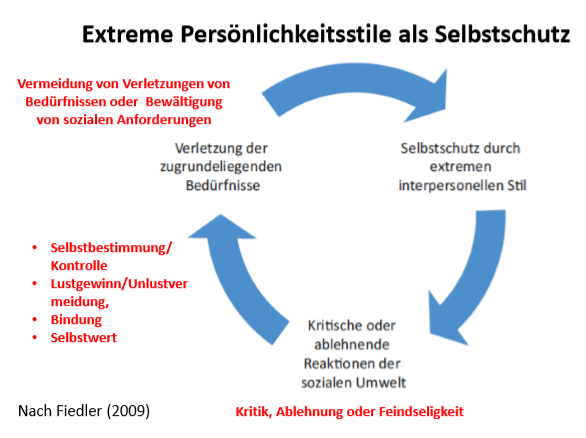 Extreme Persönlichkeitsstile als Selbstschutz
Vermeidung von Verletzungen von
Bedürfnissen oder Bewältigung
von sozialen Anforderungen
Verletzung der
zugrundeliegenden
Bedürfnisse
Selbstschutz durch
extremen
interpersonellen Stil
• Selbstbestimmung/
Kontrolle
• Lustgewinn/Unlustver
meidung,
• Bindung
• Selbstwert
Kritische oder
ablehnende
Reaktionen der
sozialen Umwelt
Nach Fiedler (2009)
Kritik, Ablehnung oder Feindseligkeit